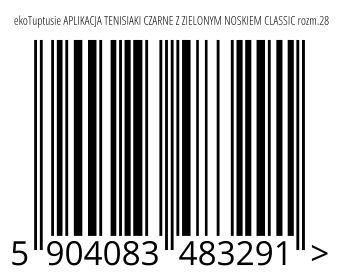 ekoTuptusie APLIKACJA TENISIAKI CZARNE Z ZIELONYM NOSKIEM CLASSIC rozm.28
5 904083 483291 >